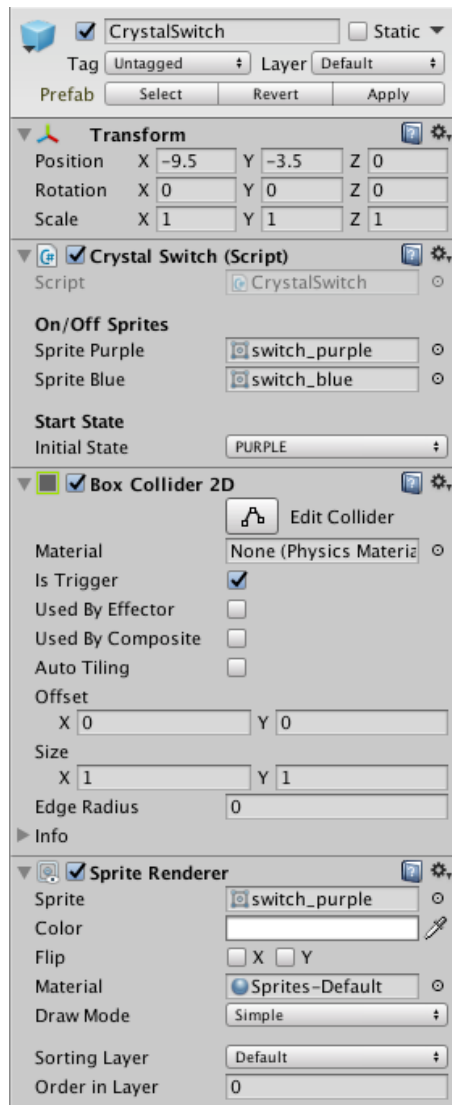 CrystalSwitch Static
Tag Untagged Layer Default
Prefab Select Revert Apply
Transform
Position X -9.5 Y -3.5 Z 0
Rotation X 0 Y 0 Z 0
Scale X 1 Y 1 Z 1
Crystal Switch (Script)
Script CrystalSwitch
On/Off Sprites
Sprite Purple switch_purple
Sprite Blue switch_blue
Start State
Initial State PURPLE
Box Collider 2D
Edit Collider
Material None (Physics Materia
Is Trigger
Used By Effector
Used By Composite
Auto Tiling
Offset
X 0 Y 0
Size
X 1 Y 1
Edge Radius 0
Info
Sprite Renderer
Sprite switch_purple
Color
Flip X Y
Material Sprites-Default
Draw Mode Simple
Sorting Layer Default
Order in Layer 0